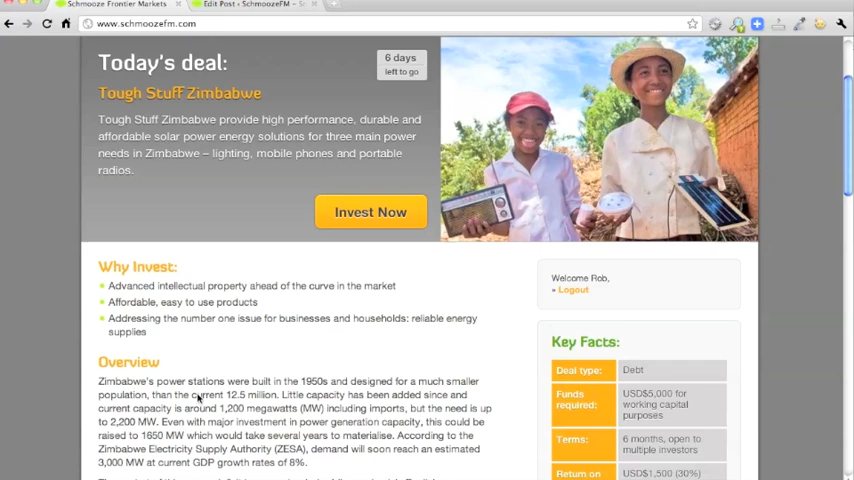 Schmooze Frontier Markets
Edit Post ‹ SchmoozeFM –
www.schmoozefm.com
Today's deal:
6 days
left to go
Tough Stuff Zimbabwe
Tough Stuff Zimbabwe provide high performance, durable and
affordable solar power energy solutions for three main power
needs in Zimbabwe – lighting, mobile phones and portable
radios.
Invest Now
Why Invest:
Advanced intellectual property ahead of the curve in the market
Affordable, easy to use products
Addressing the number one issue for businesses and households: reliable energy
supplies
Overview
Zimbabwe's power stations were built in the 1950s and designed for a much smaller
population, than the current 12.5 million. Little capacity has been added since and
current capacity is around 1,200 megawatts (MW) including imports, but the need is up
to 2,200 MW. Even with major investment in power generation capacity, this could be
raised to 1650 MW which would take several years to materialise. According to the
Zimbabwe Electricity Supply Authority (ZESA), demand will soon reach an estimated
3,000 MW at current GDP growth rates of 8%.
Welcome Rob,
» Logout
Key Facts:
Deal type: Debt
Funds required: USD$5,000 for
working capital
purposes
Terms: 6 months, open to
multiple investors
Return on USD$1,500 (30%)